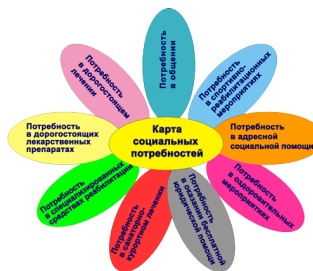 Карта
социальных
потребностей
Потребность
в общении
Потребность
в спортивно-
реабилитационных
мероприятиях
Потребность
в адресной
социальной помощи
Потребность
в оздоровительных
мероприятиях
Потребность
в оказании бесплатной
юридической помощи
Потребность
в санаторно-
курортном лечении
Потребность
в специализированных
средствах реабилитации
Потребность
в дорогостоящих
лекарственных
препаратах
Потребность
в дорогостоящем
лечении